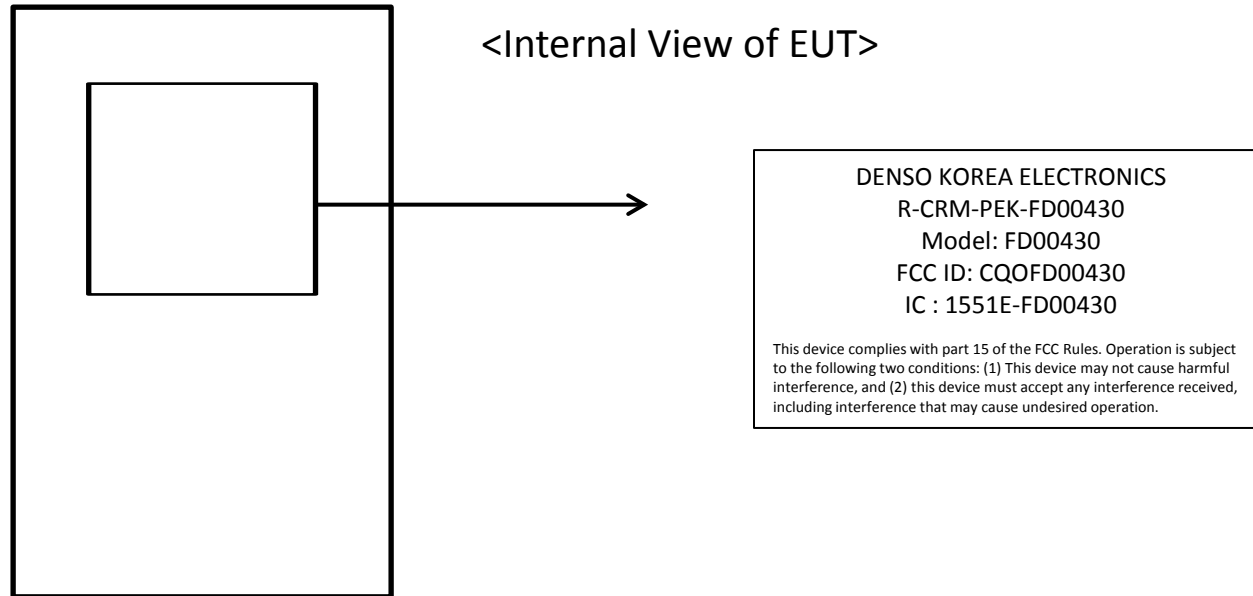 <Internal View of EUT>
DENSO KOREA ELECTRONICS
R-CRM-PEK-FD00430
Model: FD00430
FCC ID: CQOFD00430
IC : 1551E-FD00430
This device complies with part 15 of the FCC Rules. Operation is subject
to the following two conditions: (1) This device may not cause harmful
interference, and (2) this device must accept any interference received,
including interference that may cause undesired operation.